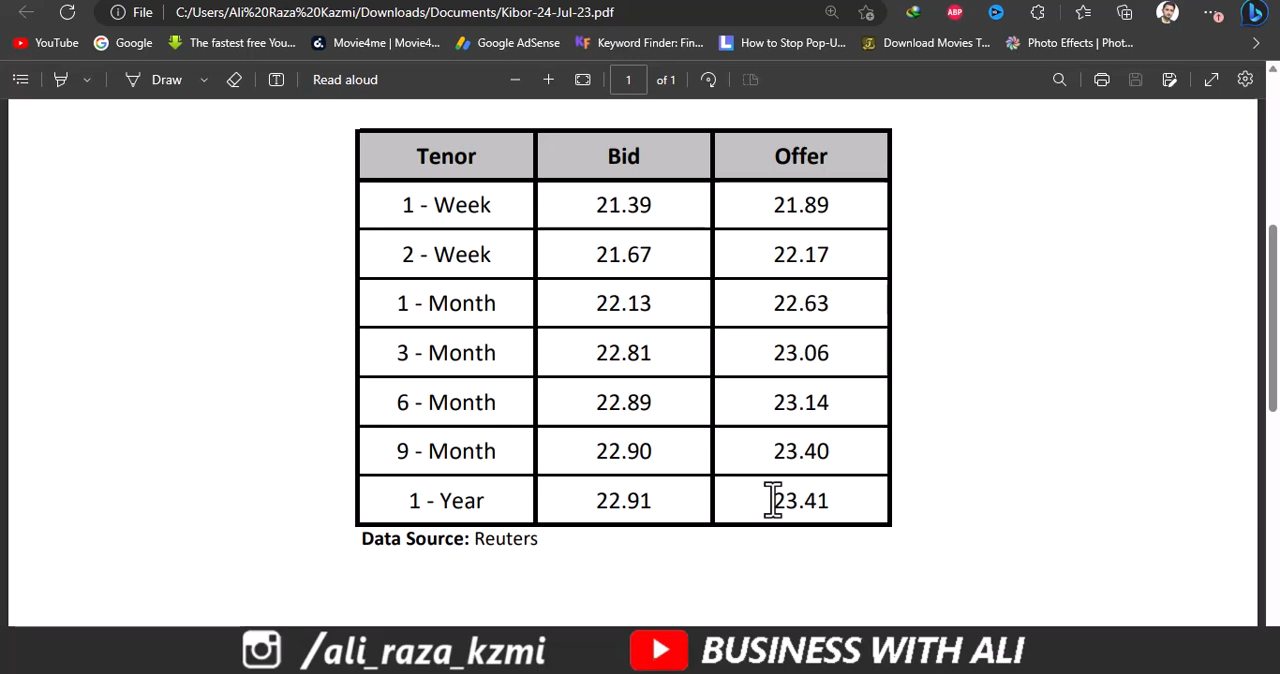 File C:/Users/Ali%20Raza%20Kazmi/Downloads/Documents/Kibor-24-Jul-23.pdf ABP 1
YouTube Google The fastest free You... Movie4me | Movie4... Google AdSense Keyword Finder: Fin... How to Stop Pop-U... Download Movies T... Photo Effects | Phot...
Draw Read aloud 1 of 1
Tenor Bid Offer
1 - Week 21.39 21.89
2 - Week 21.67 22.17
1 - Month 22.13 22.63
3 - Month 22.81 23.06
6 - Month 22.89 23.14
9 - Month 22.90 23.40
1 - Year 22.91 23.41
Data Source: Reuters
/ali_raza_kzmi BUSINESS WITH ALI